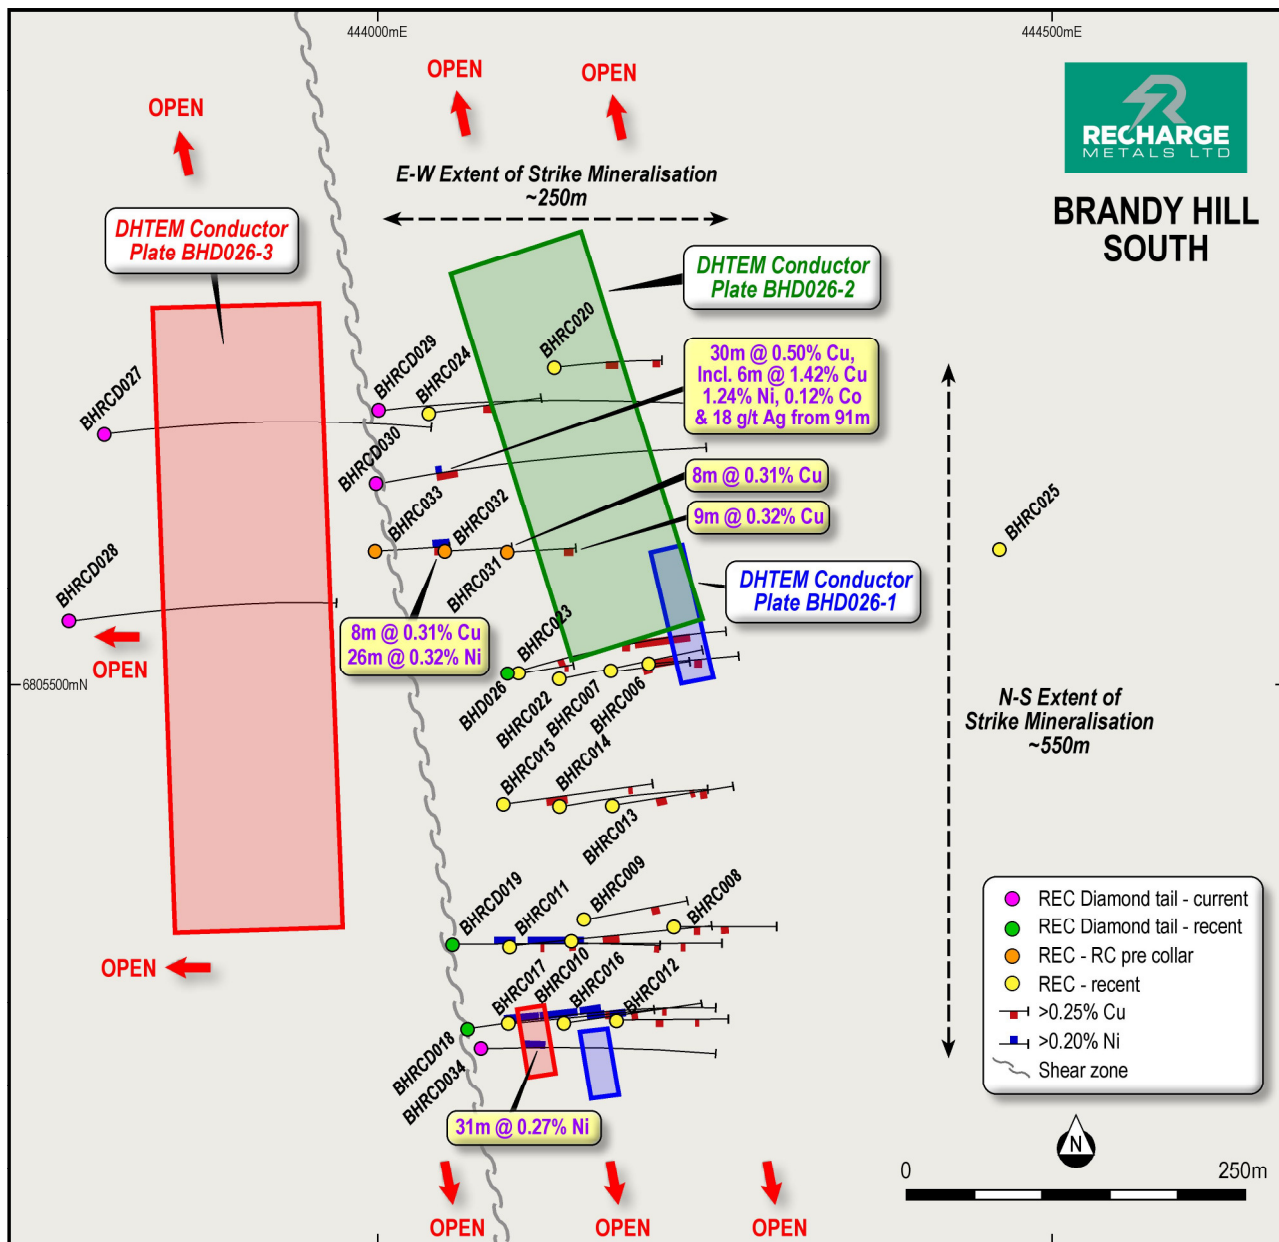 444000mE
444500mE
OPEN
OPEN
OPEN
RECHARGE
METALS LTD
BRANDY HILL
SOUTH
E-W Extent of Strike Mineralisation
~250m
DHTEM Conductor
Plate BHD026-3
DHTEM Conductor
Plate BHD026-2
BHRC020
BHRCD029
BHRC024
BHRCD027
30m @ 0.50% Cu,
Incl. 6m @ 1.42% Cu
1.24% Ni, 0.12% Co
& 18 g/t Ag from 91m
BHRCD030
8m @ 0.31% Cu
9m @ 0.32% Cu
BHRC033
BHRC032
BHRC031
BHRC025
BHRCD028
DHTEM Conductor
Plate BHD026-1
OPEN
8m @ 0.31% Cu
26m @ 0.32% Ni
BHRC023
BHD026
BHRC022
BHRC007
BHRC006
6805500mN
N-S Extent of
Strike Mineralisation
~550m
BHRC015
BHRC014
BHRC013
BHRC009
BHRC008
BHRCD019
BHRC011
OPEN
BHRC017
BHRC010
BHRC016
BHRC012
BHRCD018
BHRCD034
31m @ 0.27% Ni
REC Diamond tail - current
REC Diamond tail - recent
REC - RC pre collar
REC - recent
>0.25% Cu
>0.20% Ni
Shear zone
N
0
250m
OPEN
OPEN
OPEN